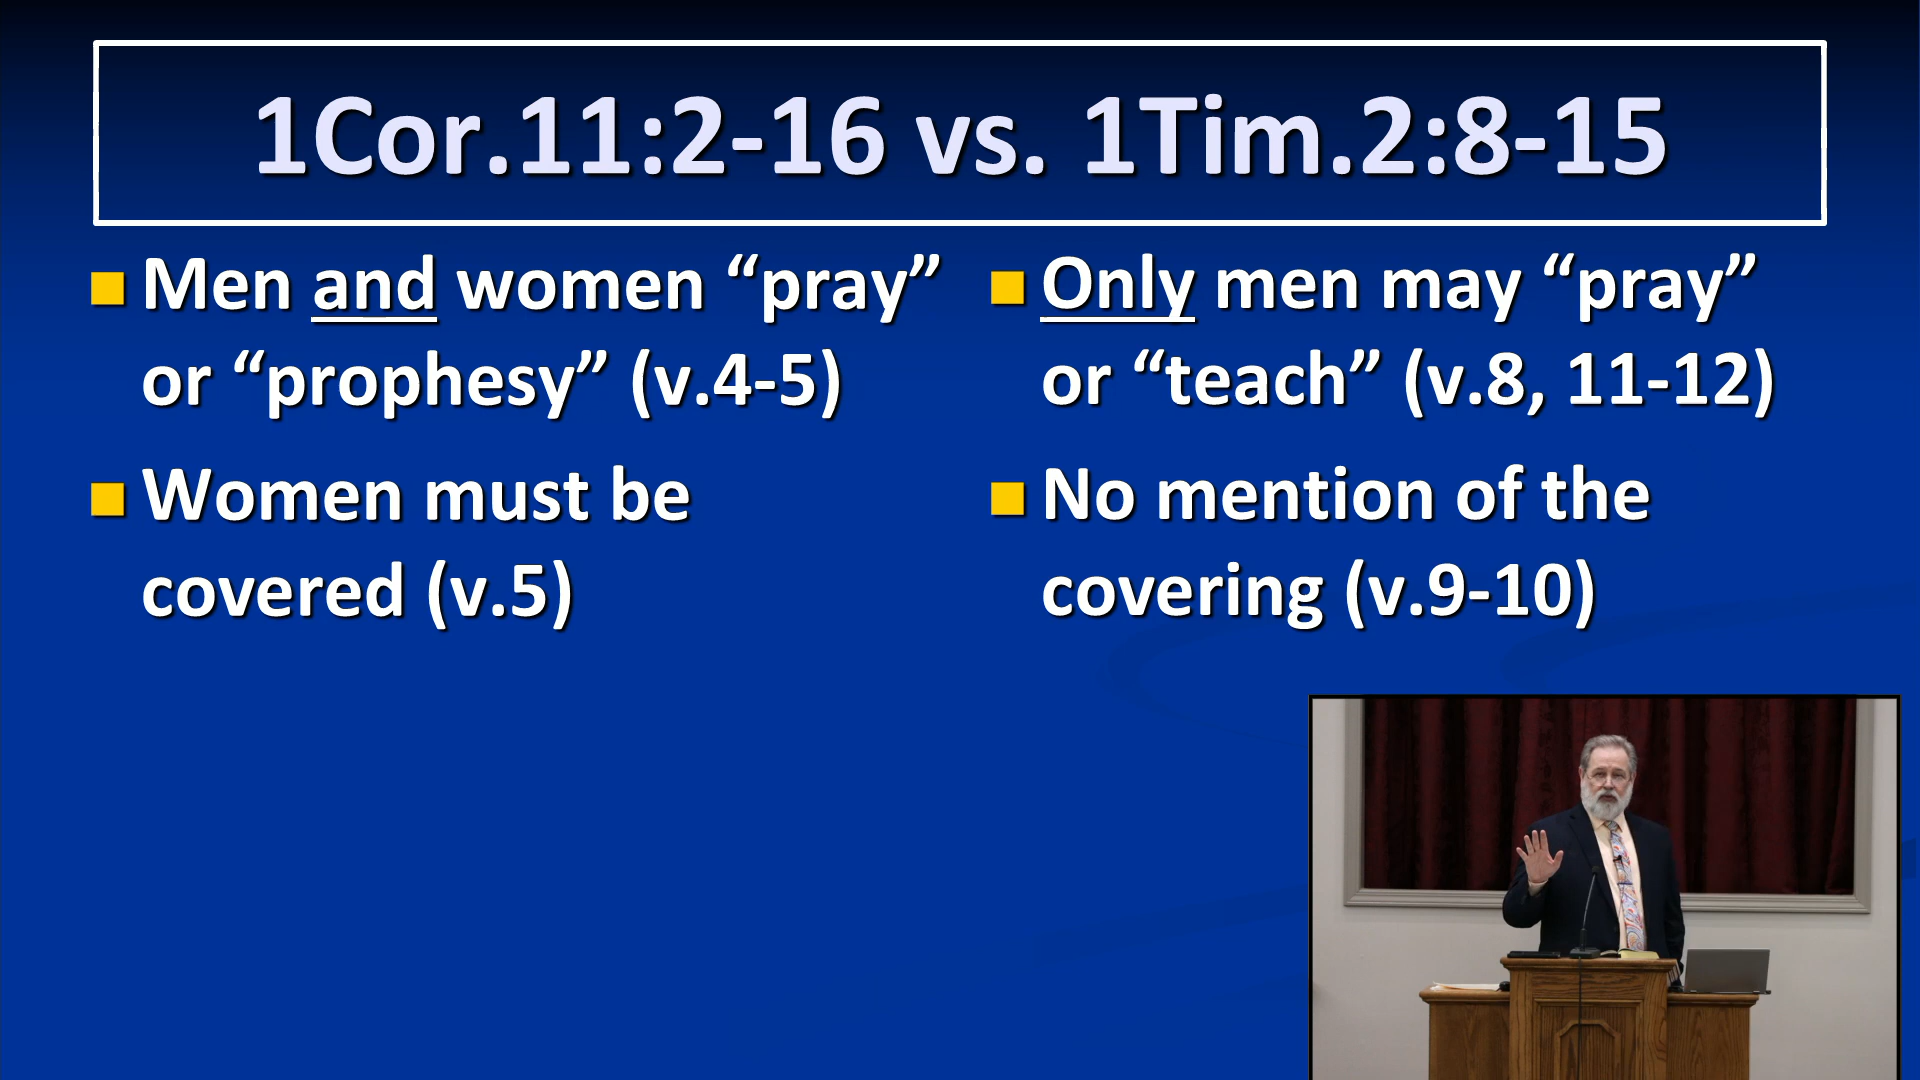 1Cor.11:2-16 vs. 1Tim.2:8-15
Men and women “pray”
or “prophesy” (v.4-5)
Women must be
covered (v.5)
Only men may “pray”
or “teach” (v.8, 11-12)
No mention of the
covering (v.9-10)